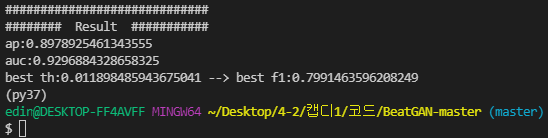 ############################
########  Result  ###########
ap:0.8978925461343555
auc:0.9296884328658325
best th:0.011898485943675041 --> best f1:0.7991463596208249
(py37)
edin@DESKTOP-FF4AVFF MINGW64 ~/Desktop/4-2/캡디1/코드/BeatGAN-master (master)
$